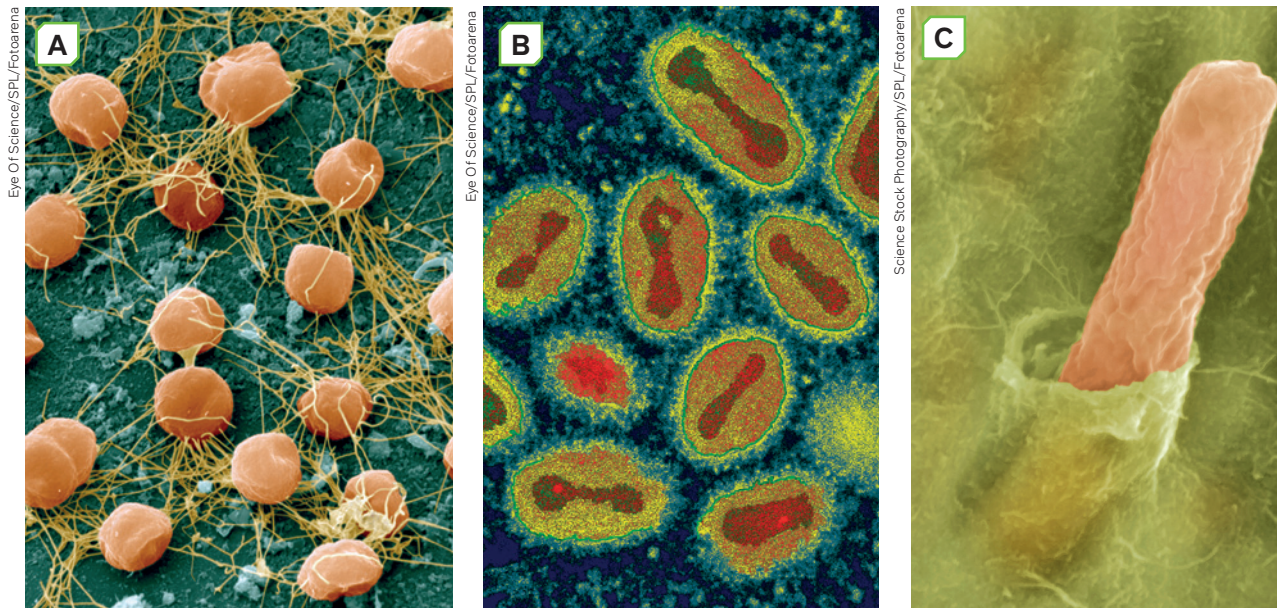 Eye Of Science/SPL/Fotoarena
A
Eye Of Science/SPL/Fotoarena
B
Science Stock Photography/SPL/Fotoarena
C